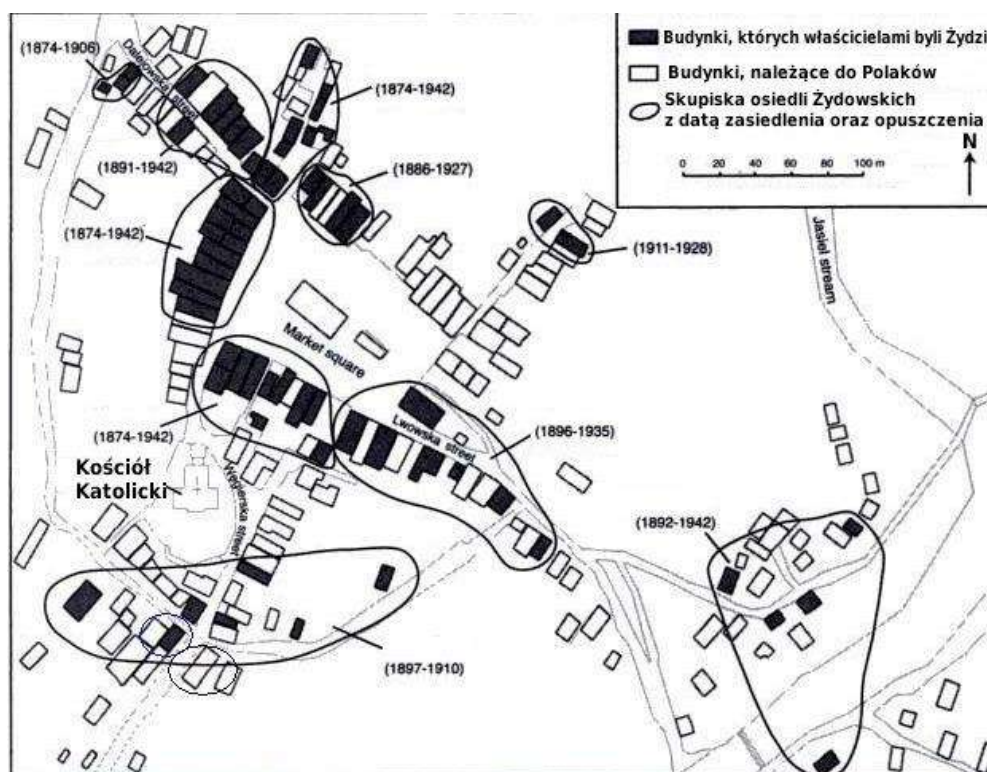 Budynki, których właścicielami byli Żydzi
Budynki, należące do Polaków
Skupiska osiedli Żydowskich
z datą zasiedlenia oraz opuszczenia
N
0 20 40 60 80 100 m
(1874-1906)
Daleiowska street
(1874-1942)
(1891-1942)
(1886-1927)
(1874-1942)
(1911-1928)
Jasiel stream
Market square
Lwowska street
(1896-1935)
(1874-1942)
Kościół
Katolicki
Węgierska street
(1892-1942)
(1897-1910)